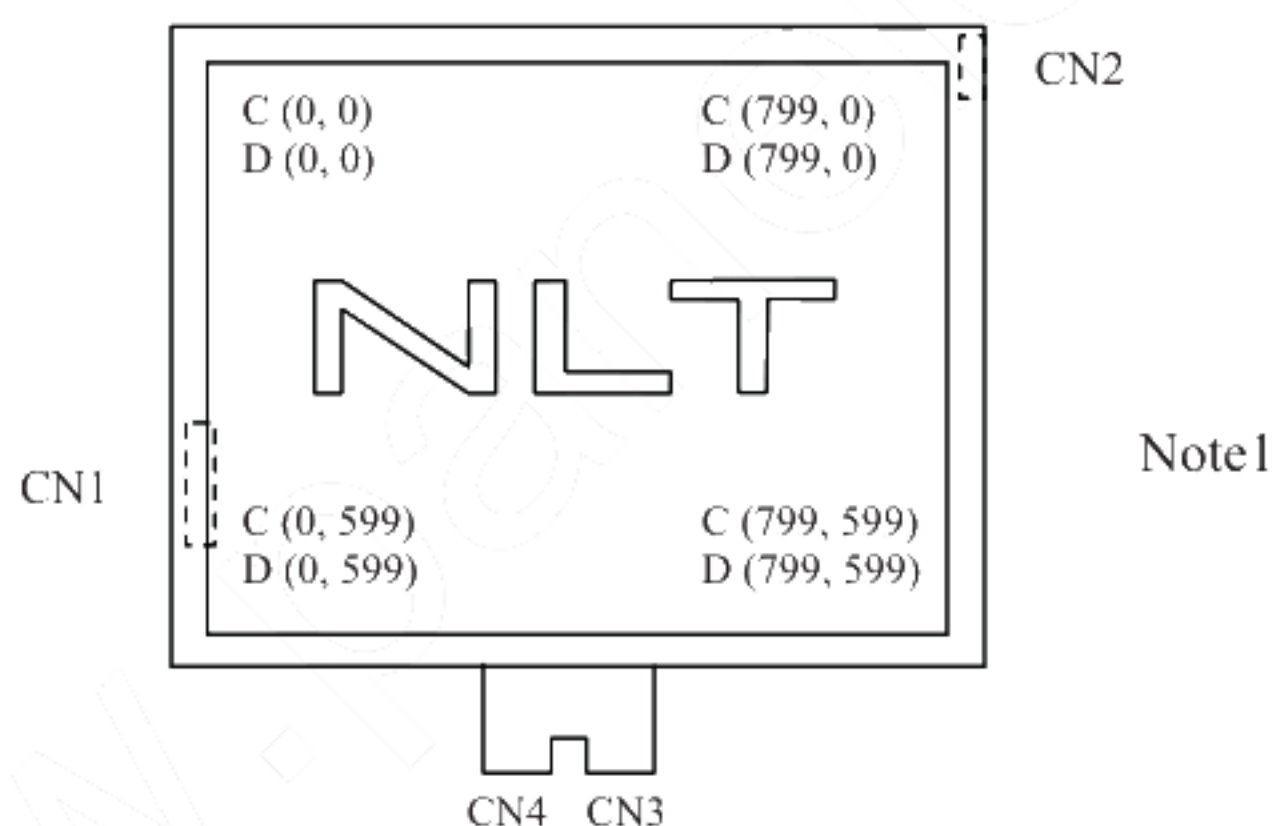 CN2
C (0, 0)
D (0, 0)
C (799, 0)
D (799, 0)
NLT
Note1
CN1
C (0, 599)
D (0, 599)
C (799, 599)
D (799, 599)
CN4
CN3